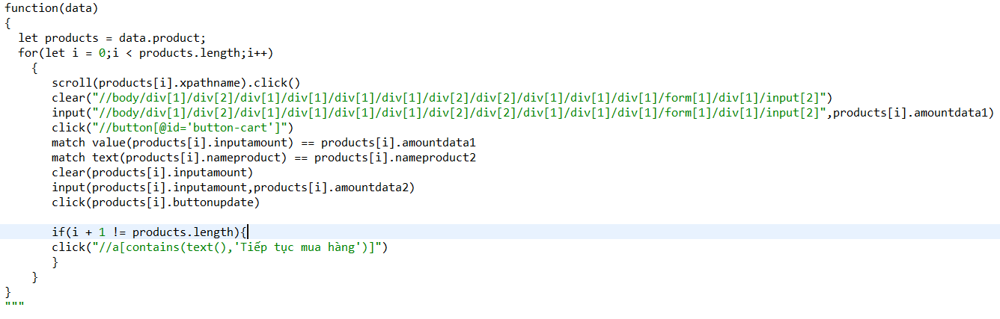 function(data)
{
  let products = data.product;
  for(let i = 0;i < products.length;i++)
    {
       scroll(products[i].xpathname).click()
       clear("//body/div[1]/div[2]/div[1]/div[1]/div[1]/div[1]/div[2]/div[2]/div[1]/div[1]/div[1]/form[1]/div[1]/input[2]")
       input("//body/div[1]/div[2]/div[1]/div[1]/div[1]/div[1]/div[2]/div[2]/div[1]/div[1]/div[1]/form[1]/div[1]/input[2]",products[i].amountdata1)
       click("//button[@id='button-cart']")
       match value(products[i].inputamount) == products[i].amountdata1
       match text(products[i].nameproduct) == products[i].nameproduct2
       clear(products[i].inputamount)
       input(products[i].inputamount,products[i].amountdata2)
       click(products[i].buttonupdate)

       if(i + 1 != products.length){
       click("//a[contains(text(),'Tiếp tục mua hàng')]")
       }
    }
}
"""